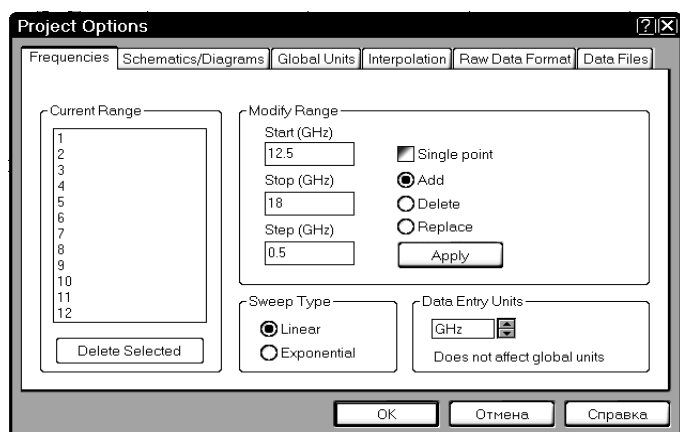 Project Options
Frequencies Schematics/Diagrams Global Units Interpolation Raw Data Format Data Files
Current Range
1
2
3
4
5
6
7
8
9
10
11
12
Delete Selected
Modify Range
Start (GHz)
12.5
Single point
Stop (GHz)
Add
18
Delete
Step (GHz)
Replace
0.5
Apply
Sweep Type
Linear
Exponential
Data Entry Units
GHz
Does not affect global units
OK Отмена Справка